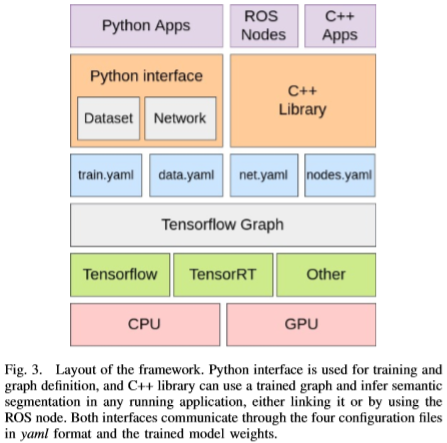 Python Apps
ROS
Nodes
C++
Apps
Python interface
Dataset
Network
C++
Library
train.yaml
data.yaml
net.yaml
nodes.yaml
Tensorflow Graph
Tensorflow
TensorRT
Other
CPU
GPU
Fig. 3. Layout of the framework. Python interface is used for training and
graph definition, and C++ library can use a trained graph and infer semantic
segmentation in any running application, either linking it or by using the
ROS node. Both interfaces communicate through the four configuration files
in yaml format and the trained model weights.